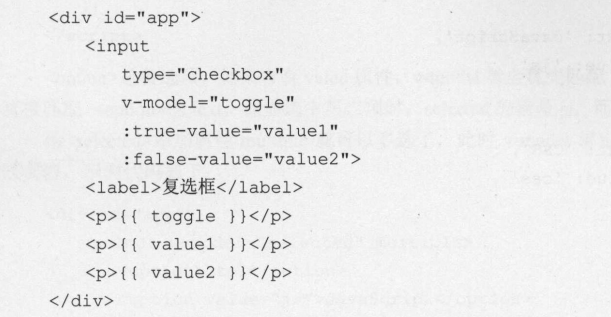 <div id="app">
<input
type="checkbox"
v-model="toggle"
:true-value="value1"
:false-value="value2">
<label>复选框</label>
<p>{{ toggle }}</p>
<p>{{ value1 }}</p>
<p>{{ value2 }}</p>
</div>